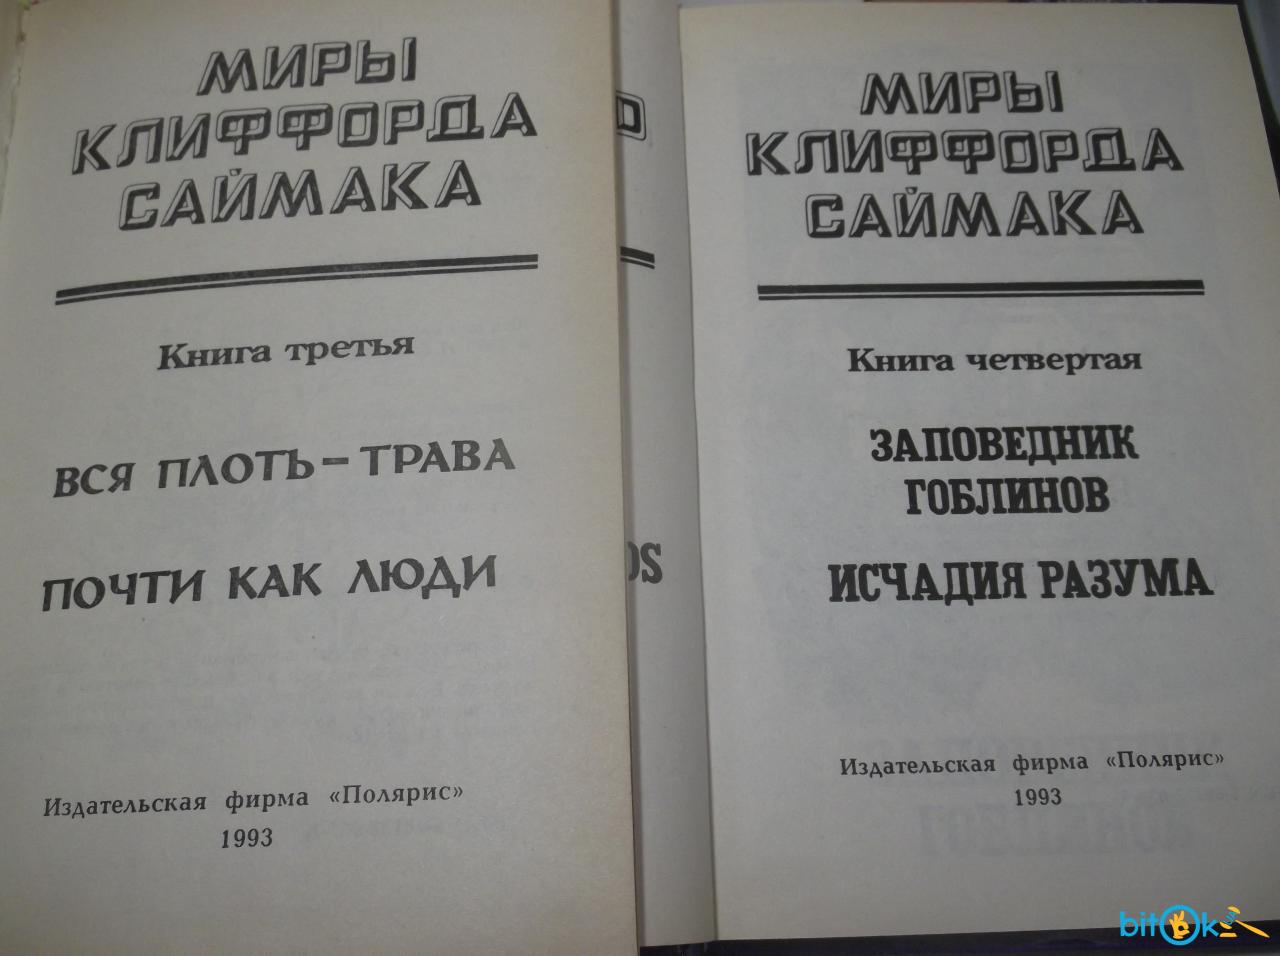 МИРЫ
КЛИФФОРДА
САЙМАКА
Книга третья
ВСЯ ПЛОТЬ – ТРАВА
ПОЧТИ КАК ЛЮДИ
Издательская фирма «Полярис»
1993
D
DS
МИРЫ
КЛИФФОРДА
САЙМАКА
Книга четвертая
ЗАПОВЕДНИК
ГОБЛИНОВ
ИСЧАДИЯ РАЗУМА
Издательская фирма «Полярис»
1993
bitOk